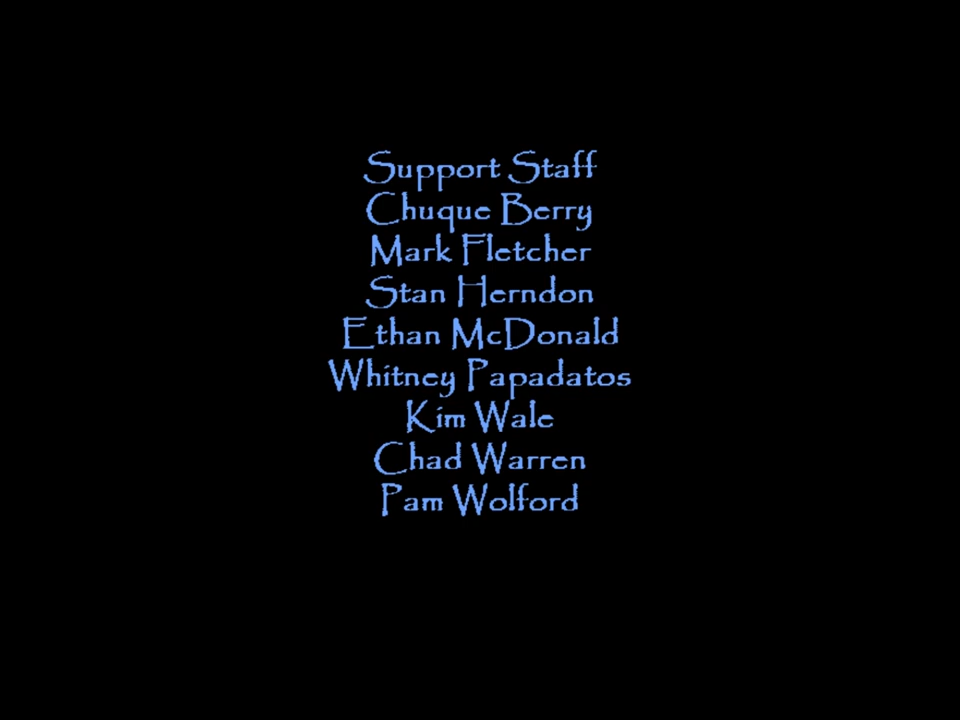 Support Staff
Chuque Berry
Mark Fletcher
Stan Herndon
Ethan McDonald
Whitney Papadatos
Kim Wale
Chad Warren
Pam Wolford